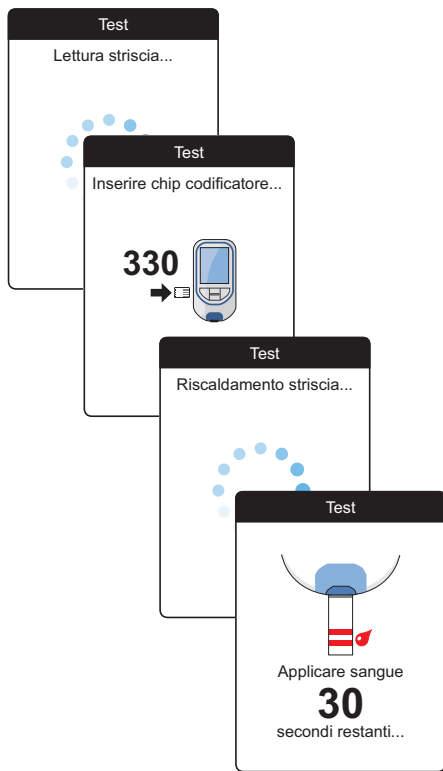 Test
Lettura striscia...
Test
Inserire chip codificatore...
330
Test
Riscaldamento striscia...
Test
Applicare sangue
30
secondi restanti...